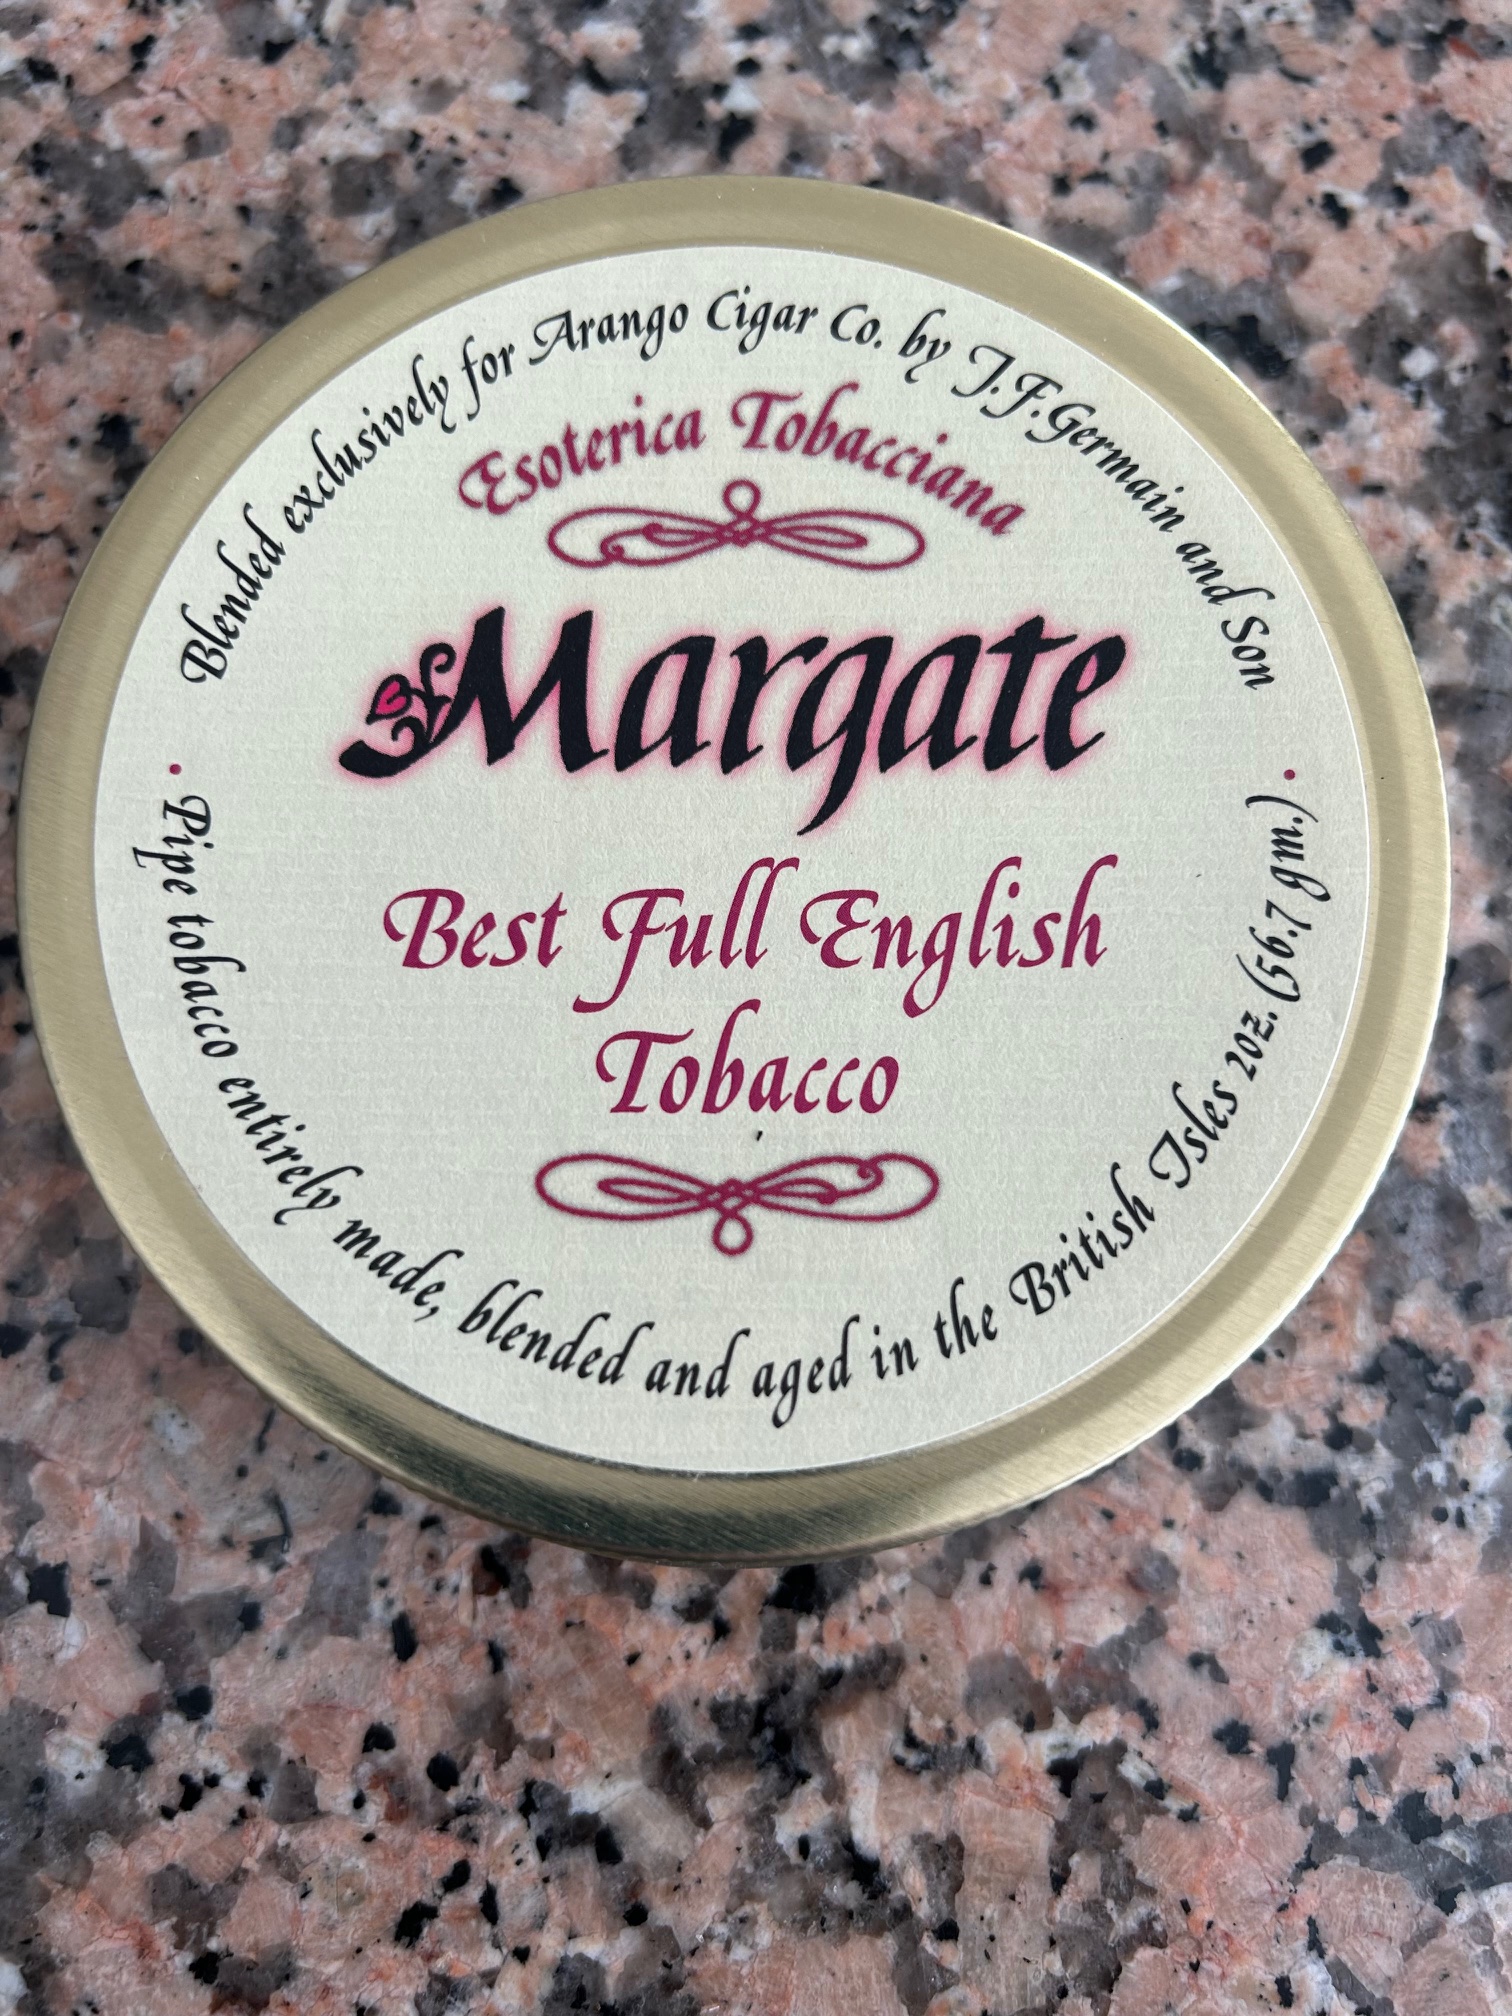 Blended exclusively for Arango Cigar Co. by J.F.Germain and Son
Esoterica Tobacciana
Margate
Best Full English
Tobacco
• Pipe tobacco entirely made, blended and aged in the British Isles 2oz. (56.7 gm.) •